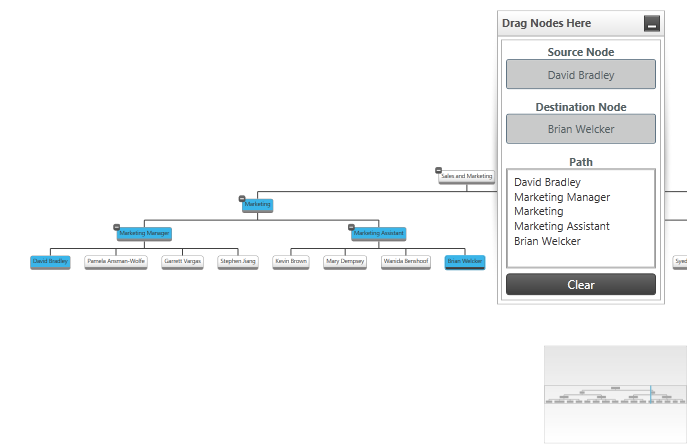 Drag Nodes Here
Source Node
David Bradley
Destination Node
Brian Welcker
Path
David Bradley
Marketing Manager
Marketing
Marketing Assistant
Brian Welcker
Clear
Sales and Marketing
Marketing
Marketing Manager
Marketing Assistant
David Bradley
Pamela Ansman-Wolfe
Garrett Vargas
Stephen Jiang
Kevin Brown
Mary Dempsey
Wanida Benshoof
Brian Welcker
Syed